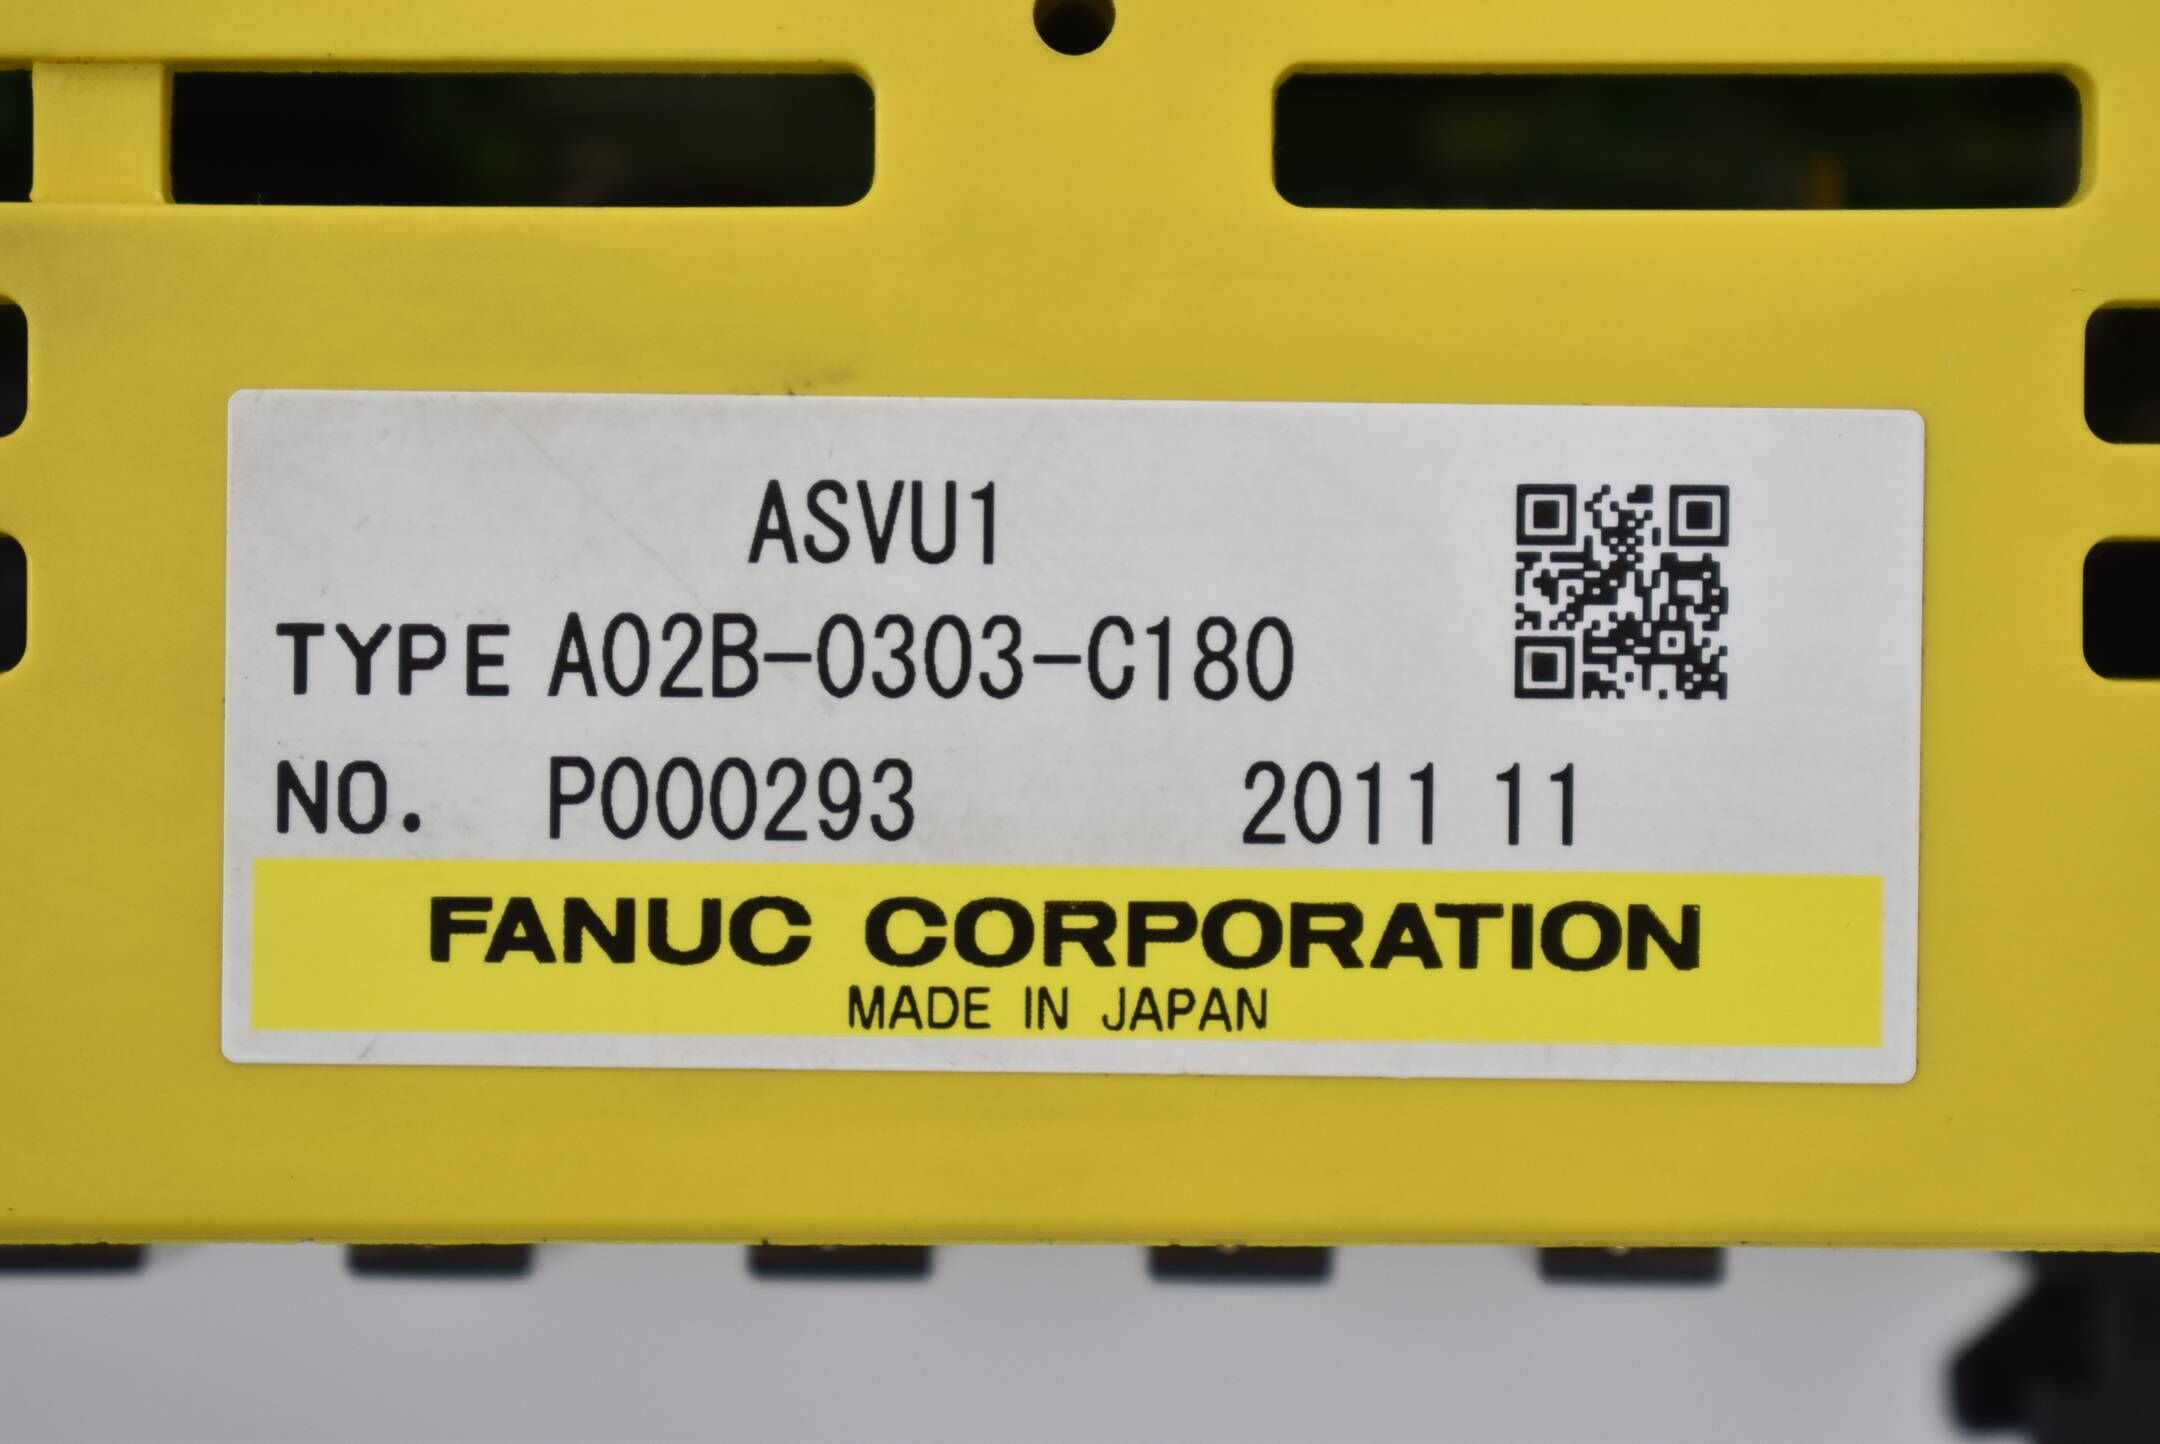 ASVU1
TYPE A02B-0303-C180
NO. P000293 2011 11
FANUC CORPORATION
MADE IN JAPAN